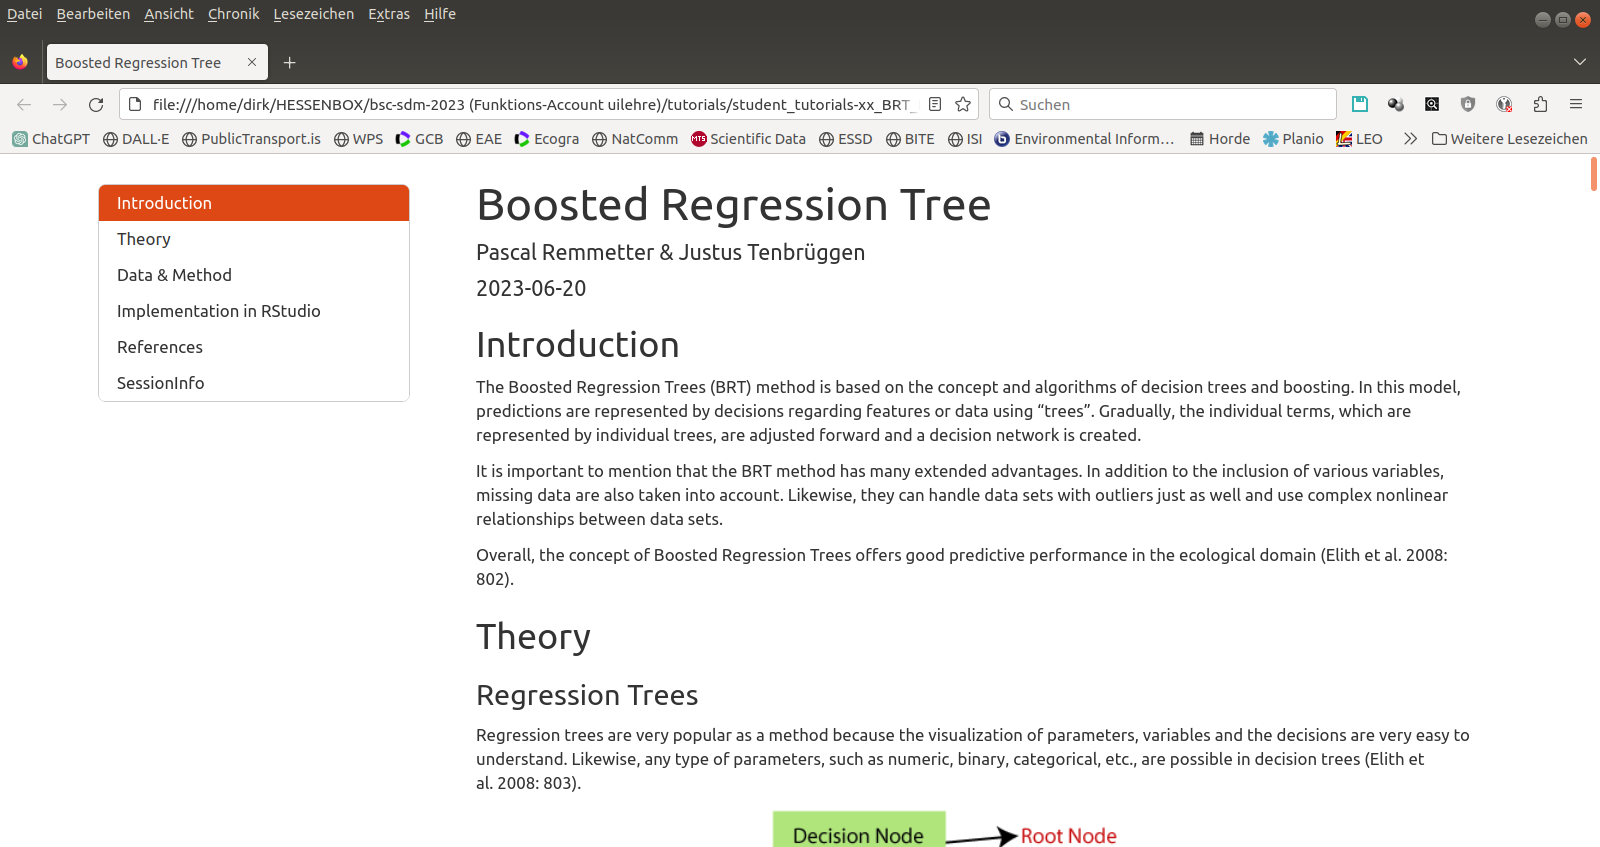 Datei Bearbeiten Ansicht Chronik Lesezeichen Extras Hilfe
Boosted Regression Tree
file:///home/dirk/HESSENBOX/bsc-sdm-2023 (Funktions-Account uilehre)/tutorials/student_tutorials-xx_BRT_
Suchen
ChatGPT DALL·E PublicTransport.is WPS GCB EAE Ecogra NatComm MTS Scientific Data ESSD BITE ISI Environmental Inform… Horde Planio LEO Weitere Lesezeichen
Introduction
Theory
Data & Method
Implementation in RStudio
References
SessionInfo
Boosted Regression Tree
Pascal Remmetter & Justus Tenbrüggen
2023-06-20
Introduction
The Boosted Regression Trees (BRT) method is based on the concept and algorithms of decision trees and boosting. In this model,
predictions are represented by decisions regarding features or data using “trees”. Gradually, the individual terms, which are
represented by individual trees, are adjusted forward and a decision network is created.
It is important to mention that the BRT method has many extended advantages. In addition to the inclusion of various variables,
missing data are also taken into account. Likewise, they can handle data sets with outliers just as well and use complex nonlinear
relationships between data sets.
Overall, the concept of Boosted Regression Trees offers good predictive performance in the ecological domain (Elith et al. 2008:
802).
Theory
Regression Trees
Regression trees are very popular as a method because the visualization of parameters, variables and the decisions are very easy to
understand. Likewise, any type of parameters, such as numeric, binary, categorical, etc., are possible in decision trees (Elith et
al. 2008: 803).
Decision Node Root Node